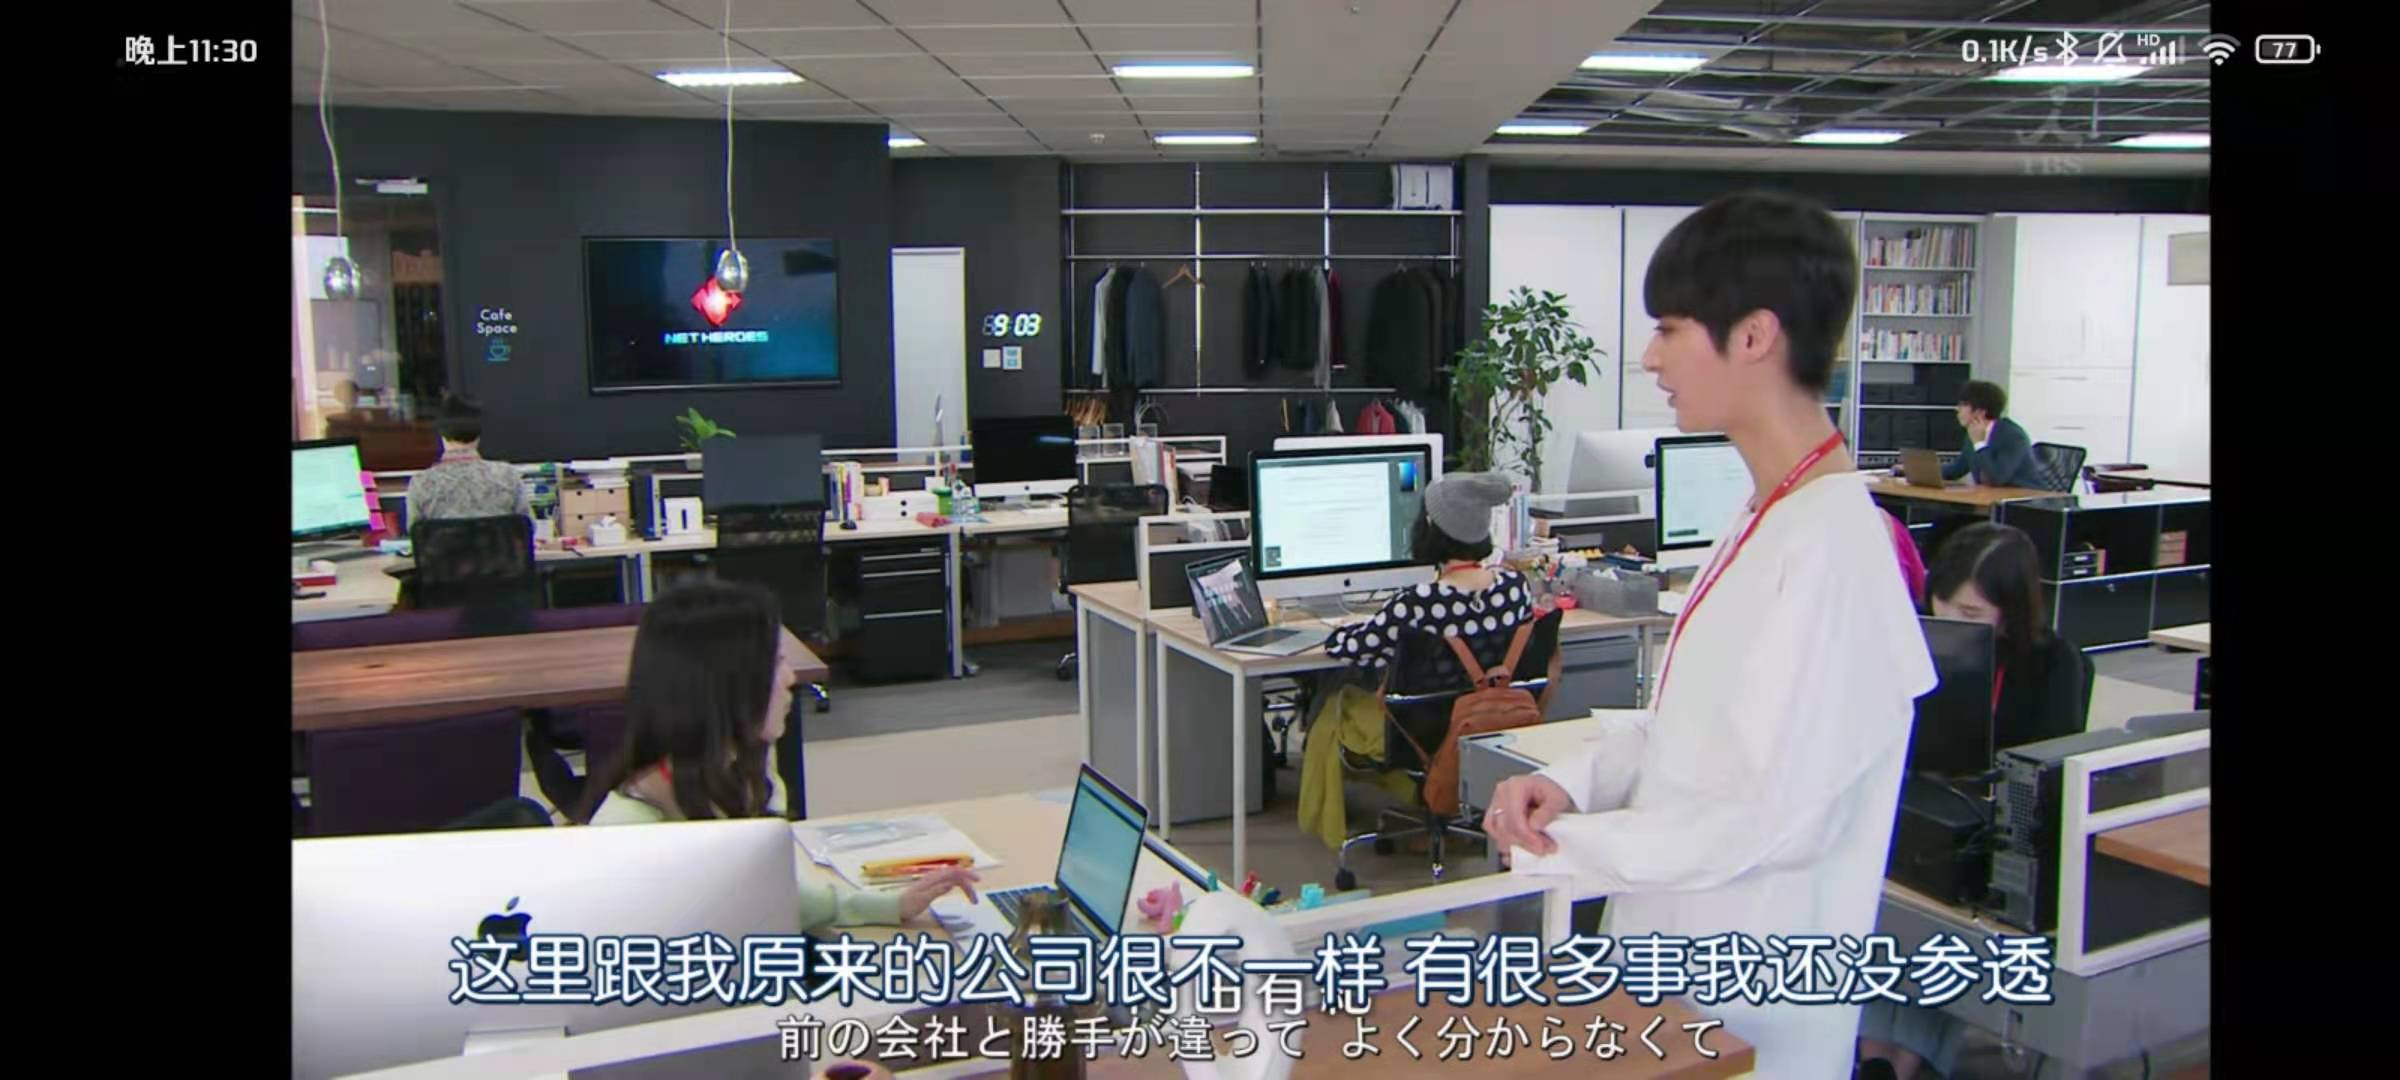 晚上11:30
0.1K/s
HD
77
TBS
Cafe
Space
NET HEROES
9:03
这里跟我原来的公司很不一样 有很多事我还没参透
前の会社と勝手が違って よく分からなくて